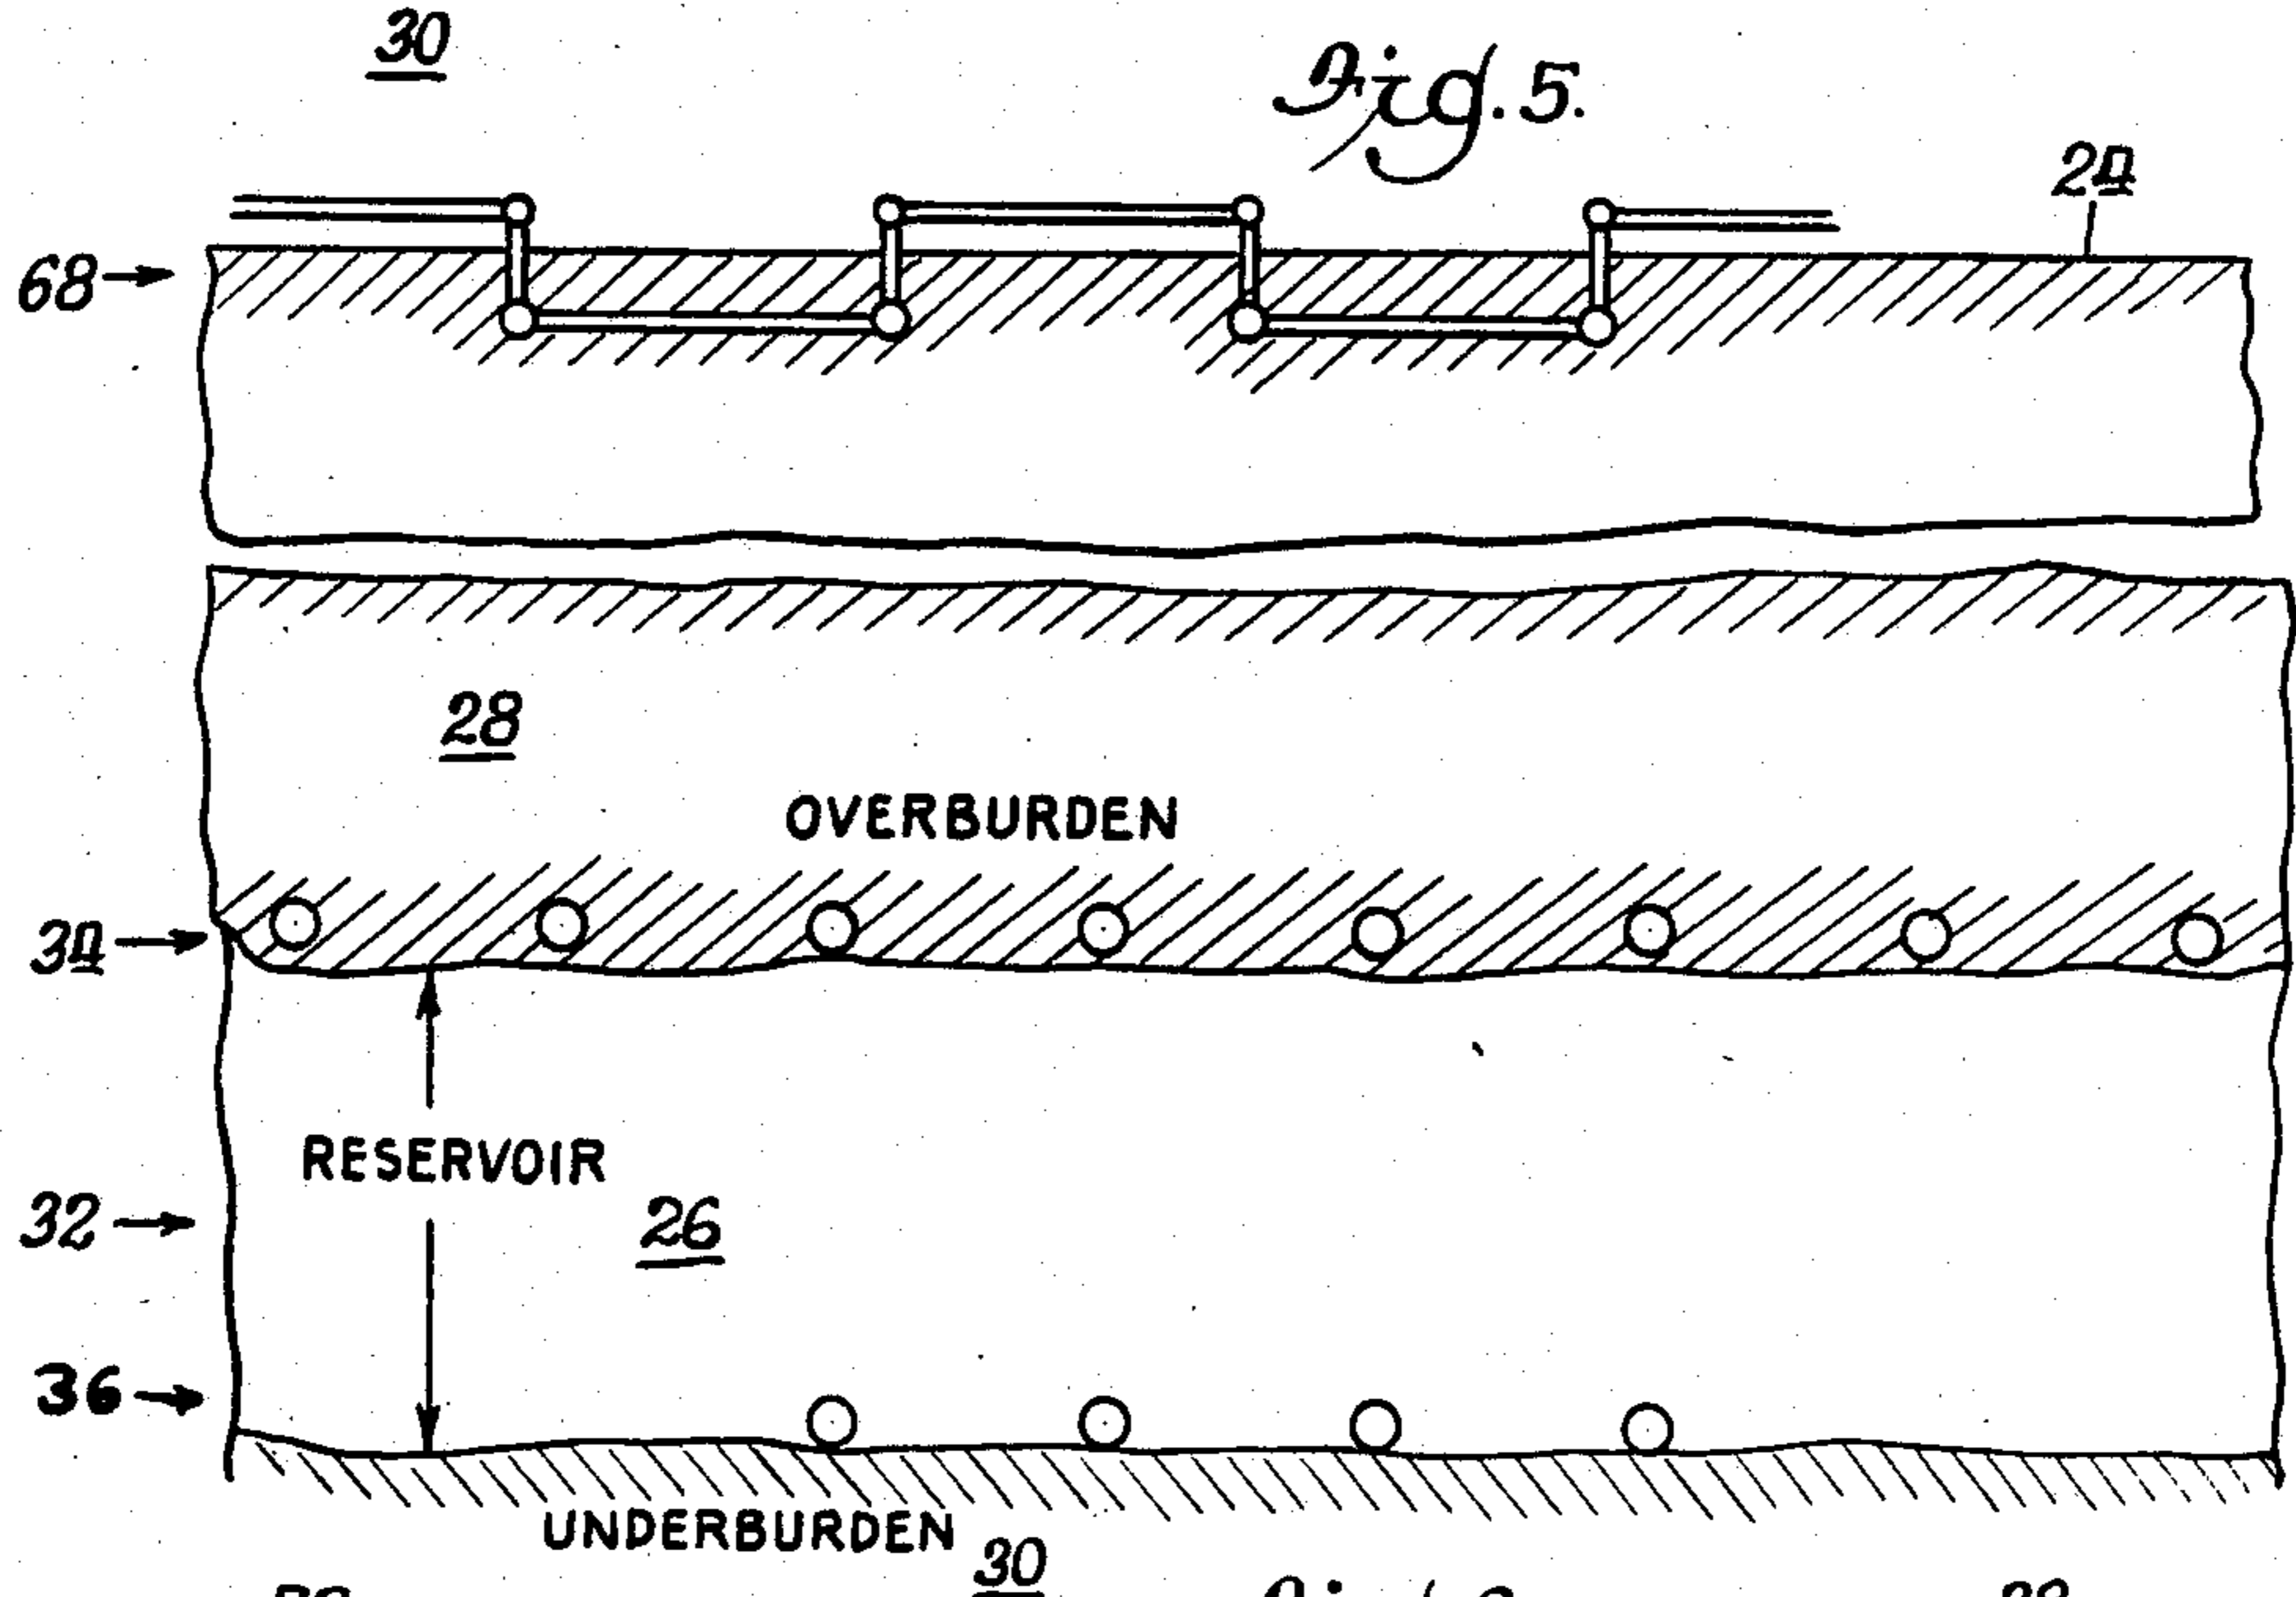 30
Fig. 5.
24
68
28
OVERBURDEN
34
RESERVOIR
32
26
36
UNDERBURDEN
30